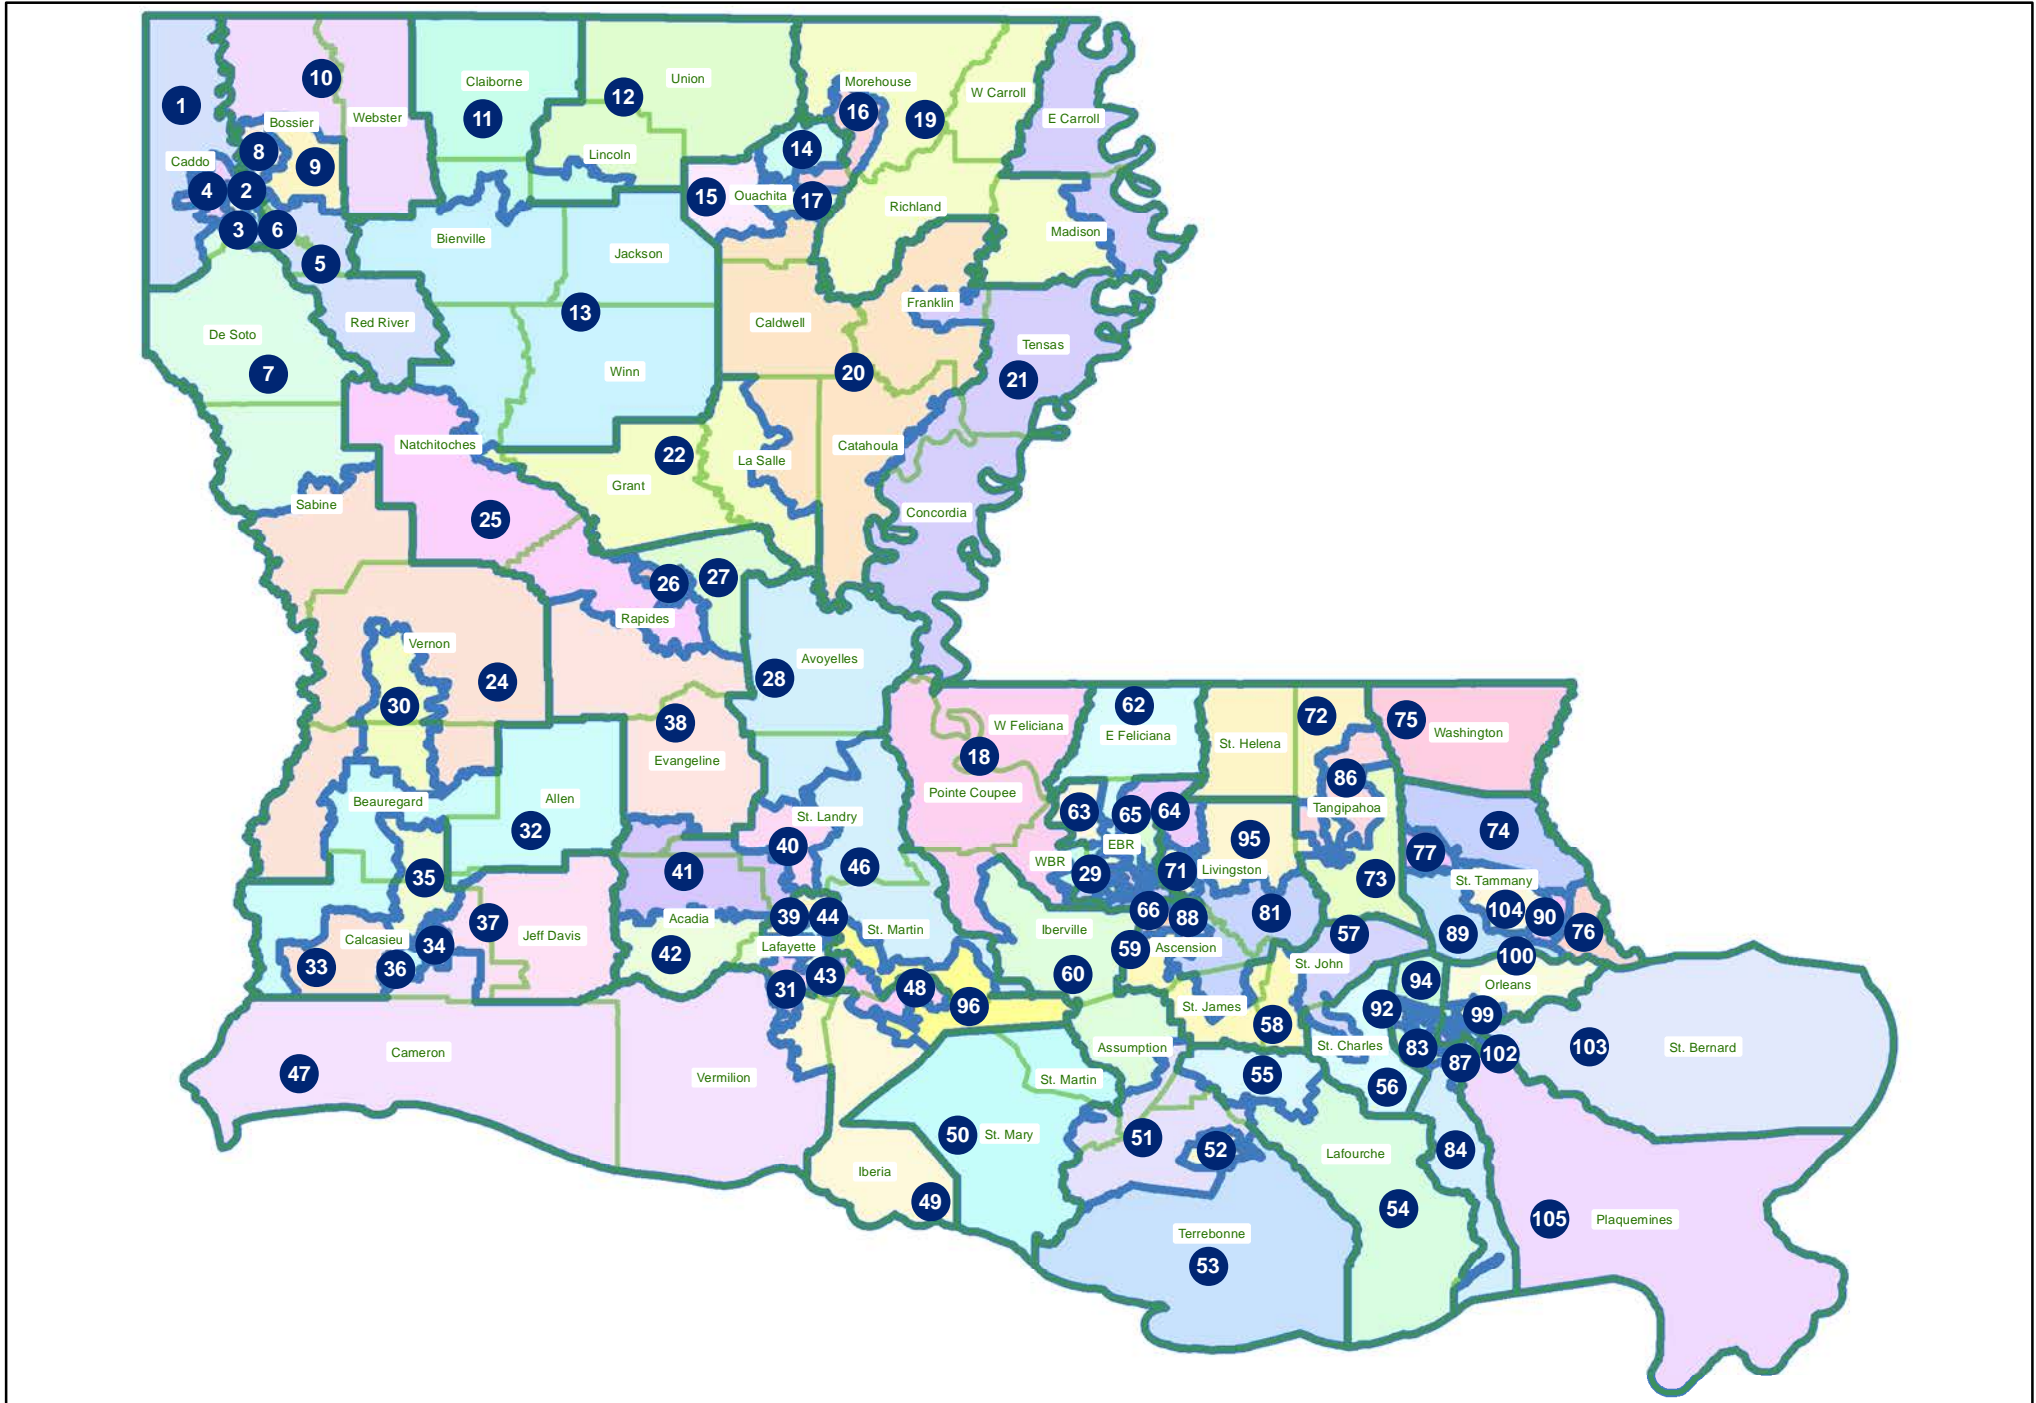 10
Claiborne
Union
Morehouse
W Carroll
1
12
16
Webster
11
19
E Carroll
Bossier
8
14
Caddo
9
Lincoln
4
2
15
Ouachita
17
Richland
3
6
Bienville
Madison
5
Jackson
13
Franklin
De Soto
Red River
Caldwell
Tensas
7
Winn
20
21
Natchitoches
22
La Salle
Catahoula
Grant
Sabine
25
Concordia
26
27
Rapides
Vernon
24
28
Avoyelles
30
38
62
72
75
W Feliciana
E Feliciana
Washington
Evangeline
18
St. Helena
86
Pointe Coupee
Beauregard
Allen
63
65
64
Tangipahoa
32
St. Landry
74
40
EBR
95
77
41
46
WBR
29
71
Livingston
35
73
St. Tammany
37
Acadia
39
44
66
88
81
104
90
76
Calcasieu
34
Jeff Davis
St. Martin
Iberville
57
89
42
Lafayette
59
Ascension
100
33
36
43
60
St. John
94
Orleans
31
48
96
St. James
92
99
58
Cameron
Assumption
St. Charles
83
102
103
St. Bernard
47
Vermilion
St. Martin
55
87
56
50
St. Mary
51
52
Lafourche
84
Iberia
49
54
105
Plaquemines
Terrebonne
53